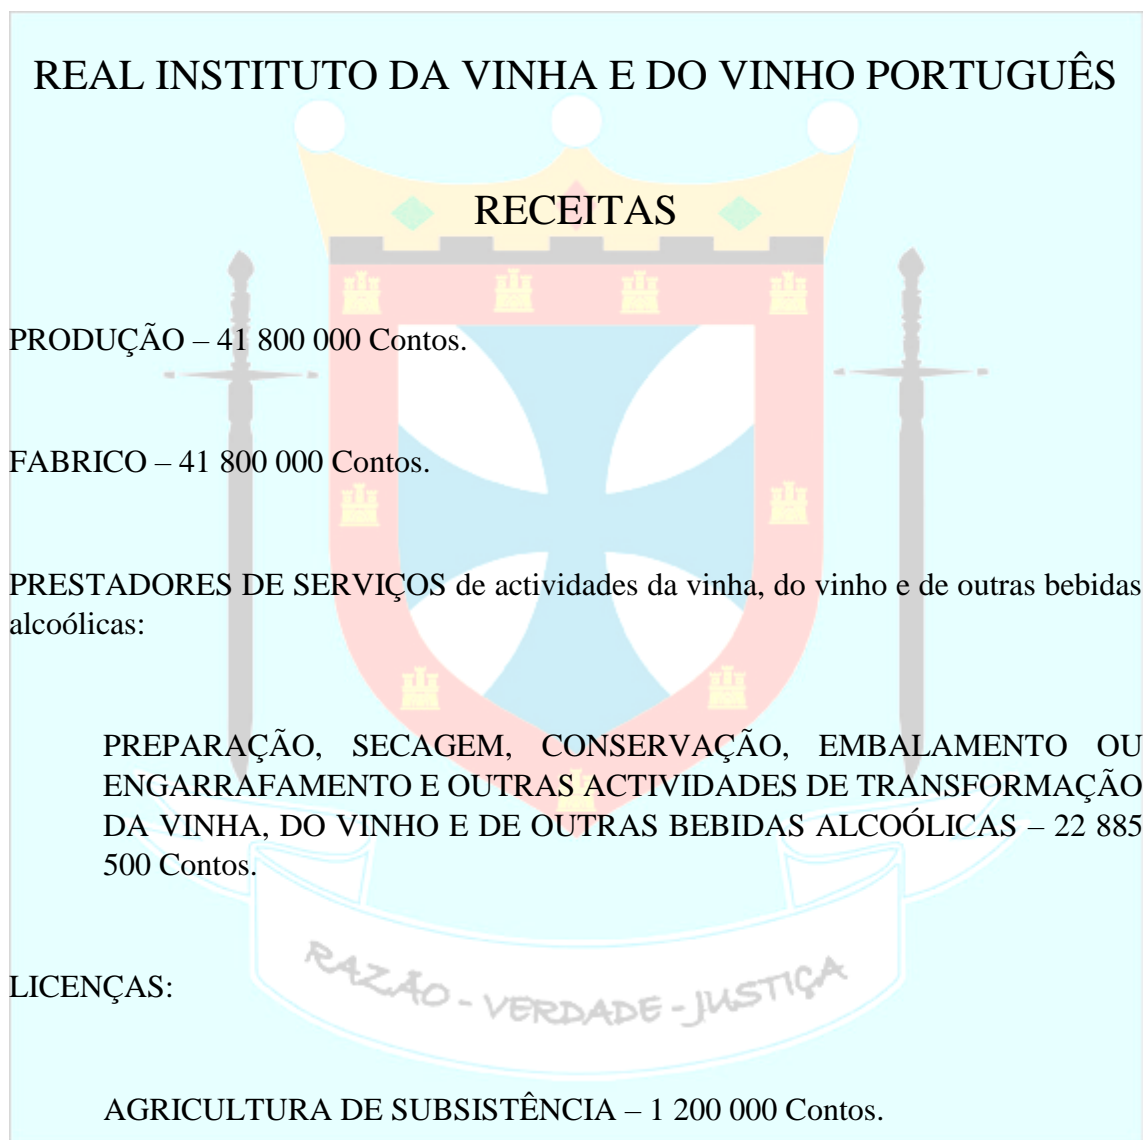 REAL INSTITUTO DA VINHA E DO VINHO PORTUGUÊS
RECEITAS
PRODUÇÃO – 41 800 000 Contos.
FABRICO – 41 800 000 Contos.
PRESTADORES DE SERVIÇOS de actividades da vinha, do vinho e de outras bebidas
alcoólicas:
PREPARAÇÃO, SECAGEM, CONSERVAÇÃO, EMBALAMENTO OU
ENGARRAFAMENTO E OUTRAS ACTIVIDADES DE TRANSFORMAÇÃO
DA VINHA, DO VINHO E DE OUTRAS BEBIDAS ALCOÓLICAS – 22 885
500 Contos.
RAZÃO - VERDADE - JUSTIÇA
LICENÇAS:
AGRICULTURA DE SUBSISTÊNCIA – 1 200 000 Contos.